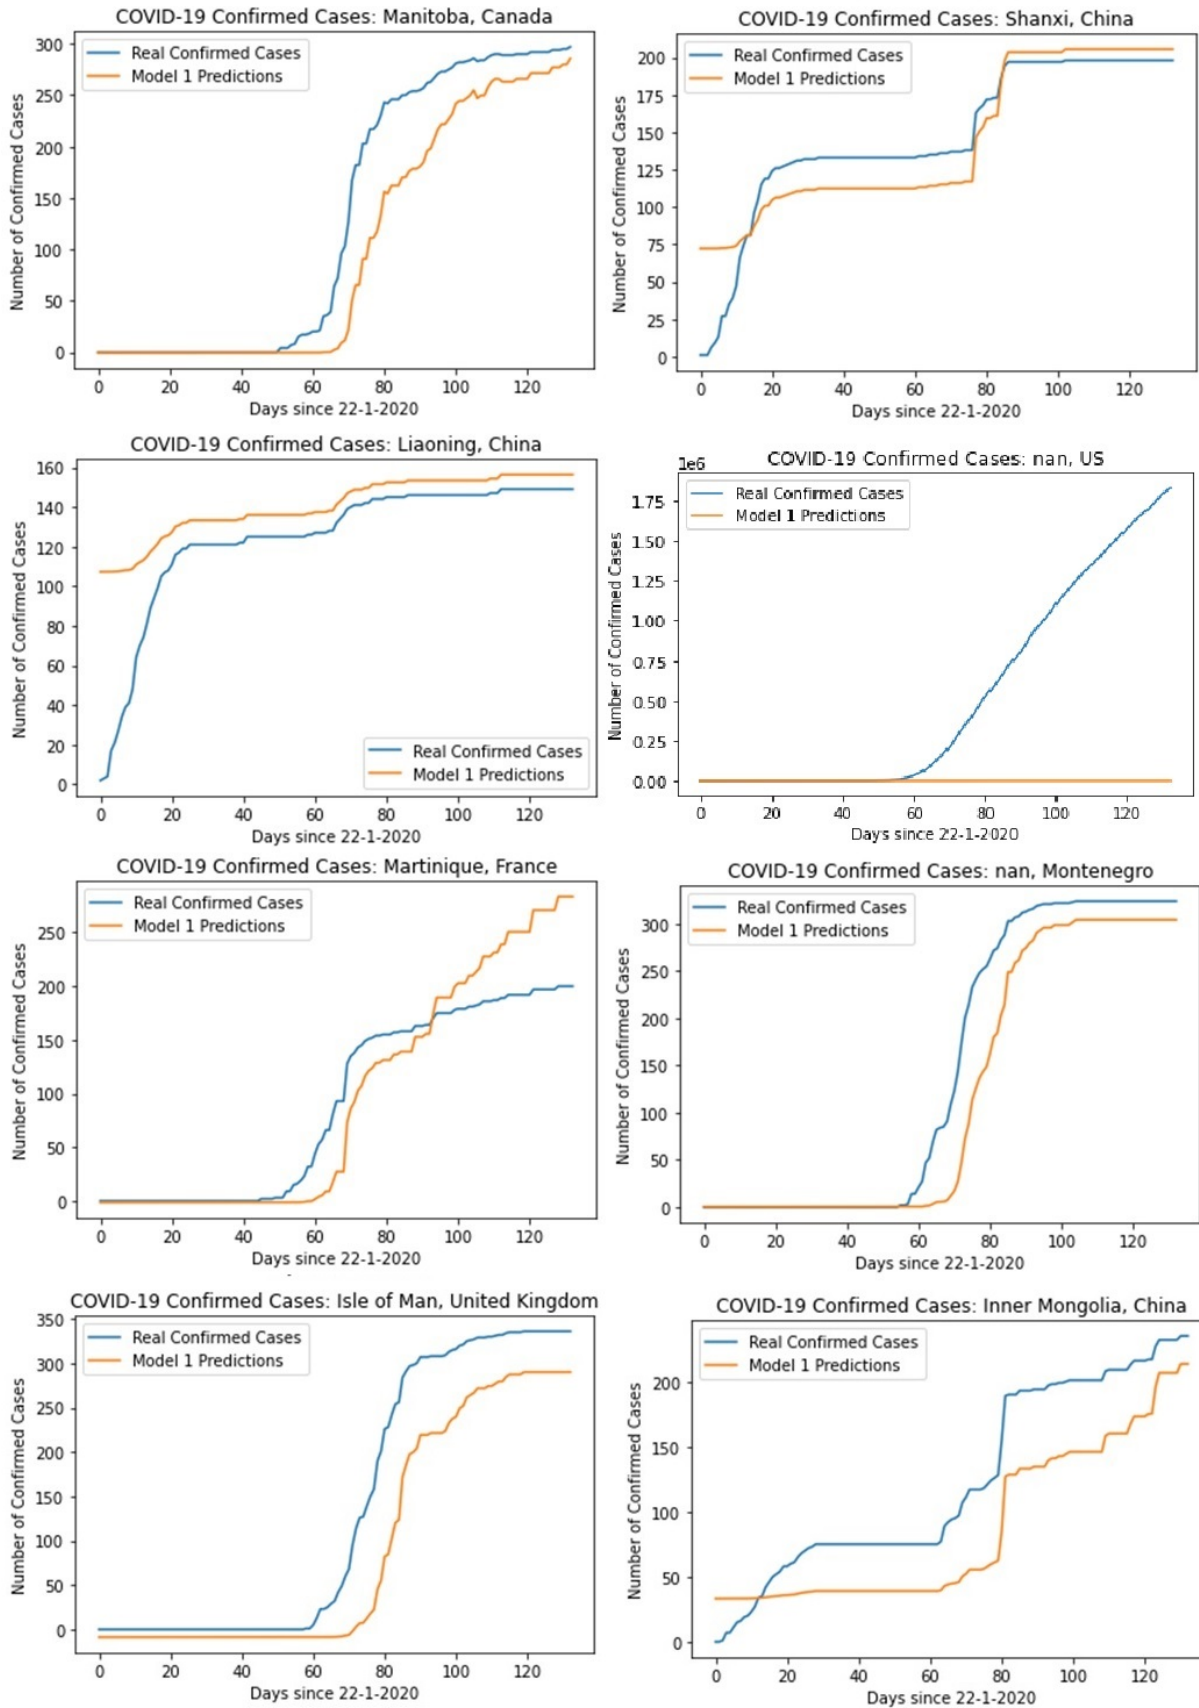 COVID-19 Confirmed Cases: Manitoba, Canada
Real Confirmed Cases
Model 1 Predictions
Number of Confirmed Cases
300
250
200
150
100
50
0
0 20 40 60 80 100 120
Days since 22-1-2020
COVID-19 Confirmed Cases: Shanxi, China
Real Confirmed Cases
Model 1 Predictions
Number of Confirmed Cases
200
175
150
125
100
75
50
25
0
0 20 40 60 80 100 120
Days since 22-1-2020
COVID-19 Confirmed Cases: Liaoning, China
Number of Confirmed Cases
160
140
120
100
80
60
40
20
0
Real Confirmed Cases
Model 1 Predictions
0 20 40 60 80 100 120
Days since 22-1-2020
COVID-19 Confirmed Cases: nan, US
1e6
Real Confirmed Cases
Model 1 Predictions
Number of Confirmed Cases
1.75
1.50
1.25
1.00
0.75
0.50
0.25
0.00
0 20 40 60 80 100 120
Days since 22-1-2020
COVID-19 Confirmed Cases: Martinique, France
Real Confirmed Cases
Model 1 Predictions
Number of Confirmed Cases
250
200
150
100
50
0
0 20 40 60 80 100 120
Days since 22-1-2020
COVID-19 Confirmed Cases: nan, Montenegro
Real Confirmed Cases
Model 1 Predictions
Number of Confirmed Cases
300
250
200
150
100
50
0
0 20 40 60 80 100 120
Days since 22-1-2020
COVID-19 Confirmed Cases: Isle of Man, United Kingdom
Real Confirmed Cases
Model 1 Predictions
Number of Confirmed Cases
350
300
250
200
150
100
50
0
0 20 40 60 80 100 120
Days since 22-1-2020
COVID-19 Confirmed Cases: Inner Mongolia, China
Real Confirmed Cases
Model 1 Predictions
Number of Confirmed Cases
200
150
100
50
0
0 20 40 60 80 100 120
Days since 22-1-2020